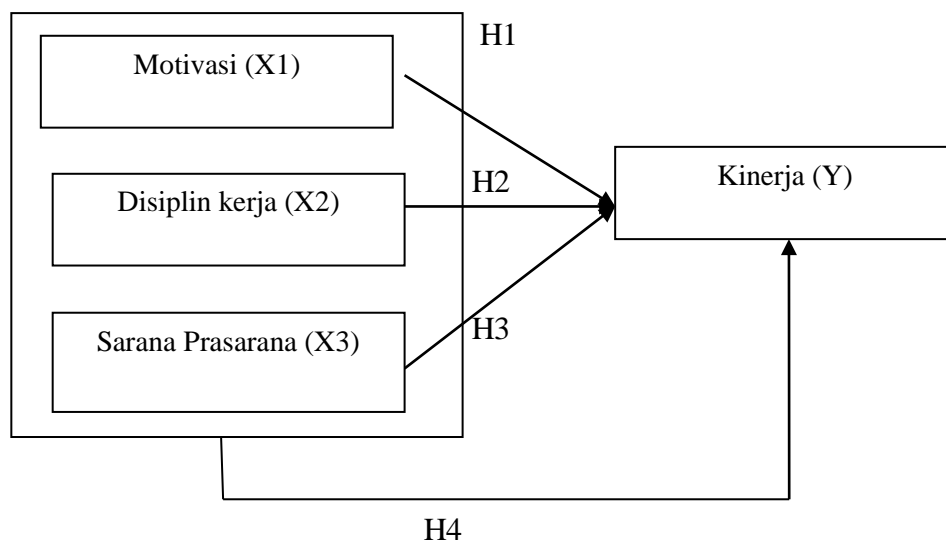 H1
Motivasi (X1)
Kinerja (Y)
H2
Disiplin kerja (X2)
H3
Sarana Prasarana (X3)
H4